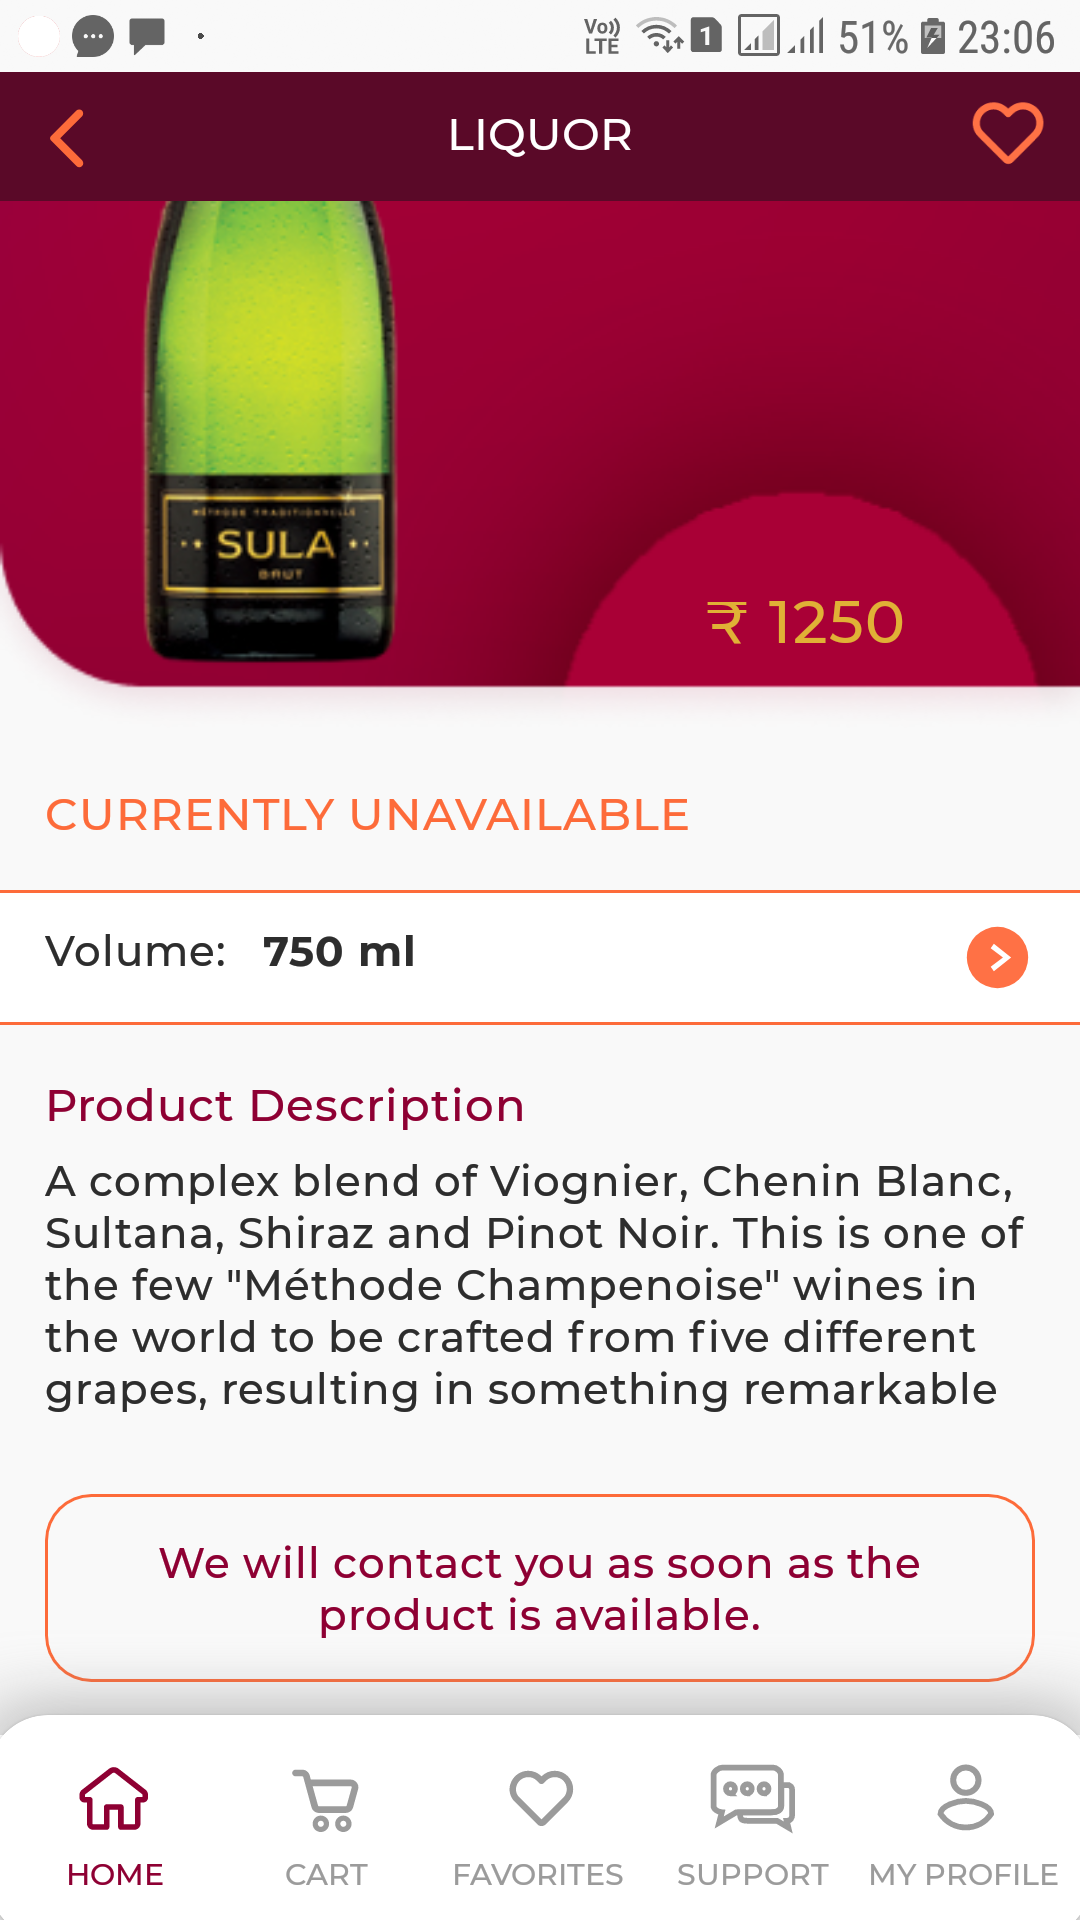 Vo)) LTE 1 51% 23:06
LIQUOR
MÉTHODE TRADITIONNELLE
SULA
BRUT
₹ 1250
CURRENTLY UNAVAILABLE
Volume: 750 ml
Product Description
A complex blend of Viognier, Chenin Blanc,
Sultana, Shiraz and Pinot Noir. This is one of
the few "Méthode Champenoise" wines in
the world to be crafted from five different
grapes, resulting in something remarkable
We will contact you as soon as the
product is available.
HOME CART FAVORITES SUPPORT MY PROFILE